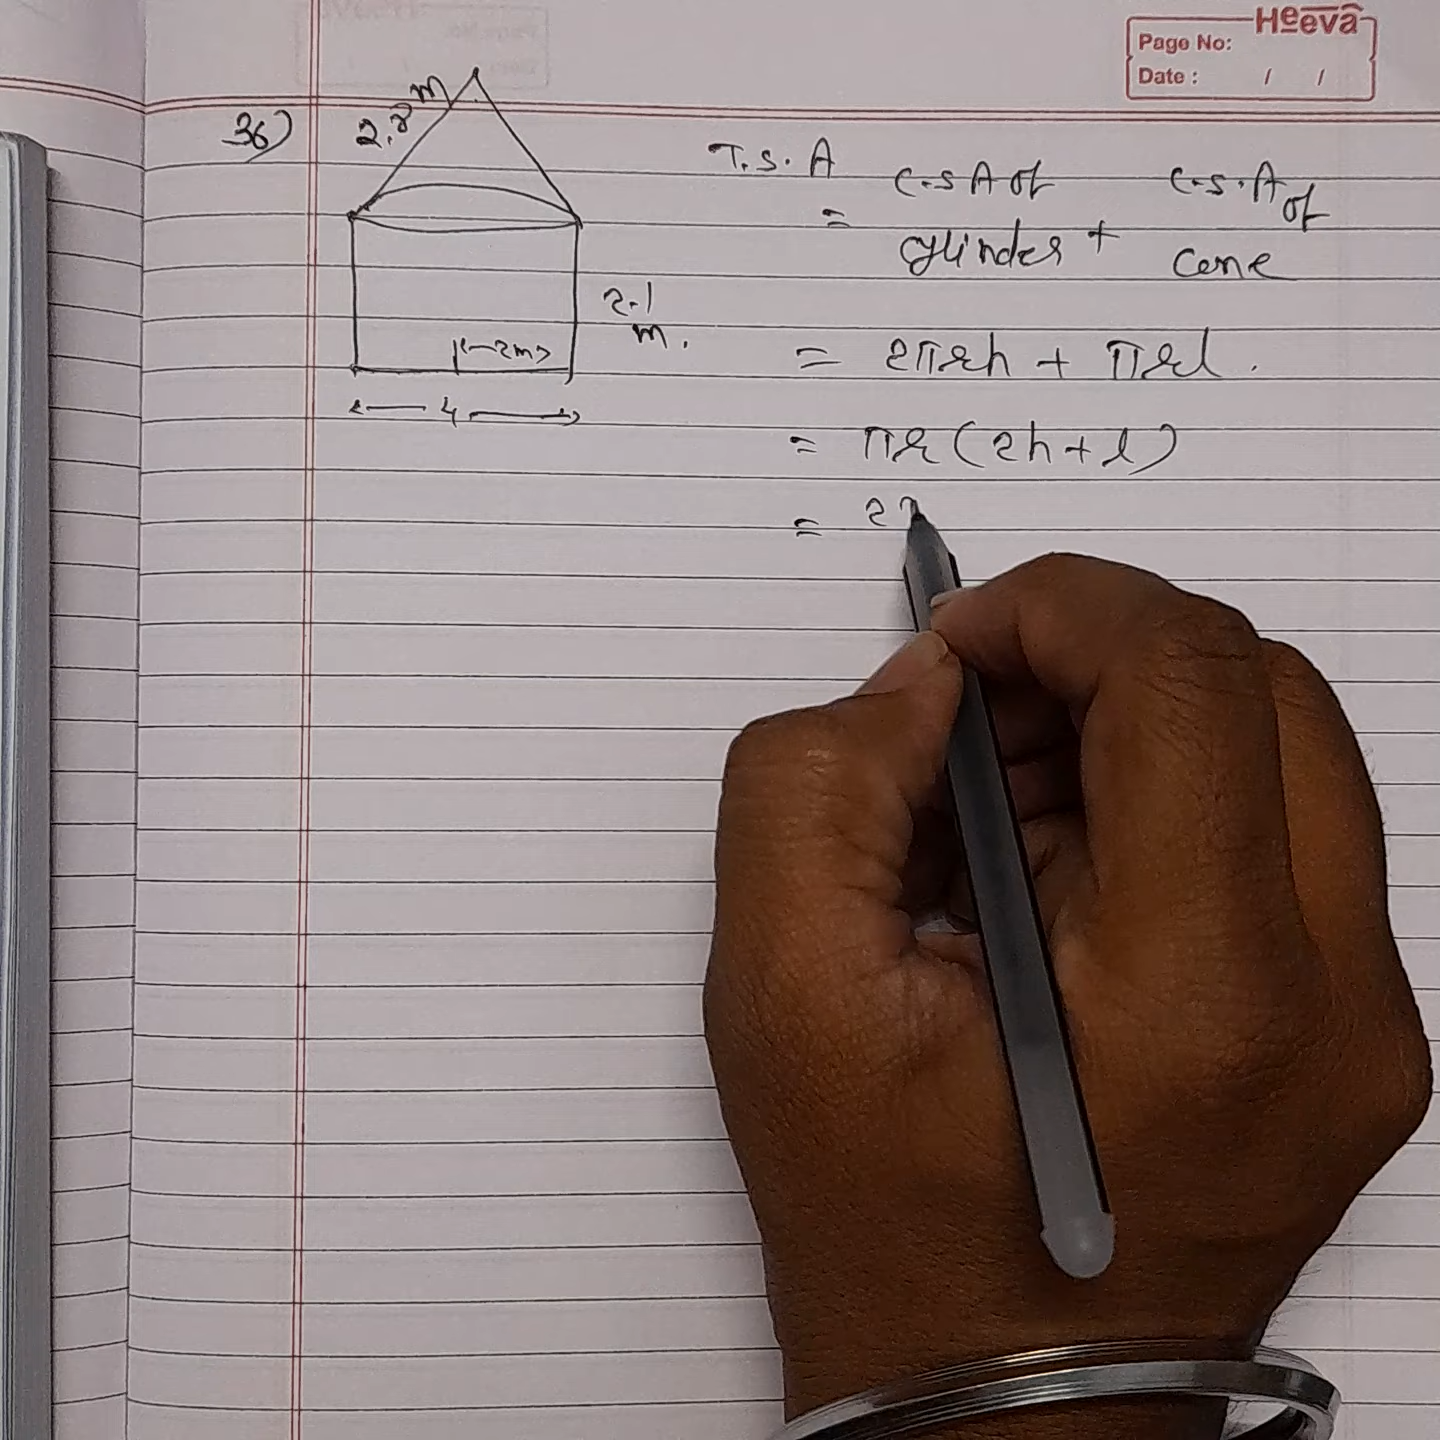 Heeva
Page No:
Date : / /
36)
2.8 m
2.1
m.
2m
4
T.S.A
= C.S A of cylinder + C.S.A of cone
= 2πrh + πrl.
= πr(2h+l)
= 22